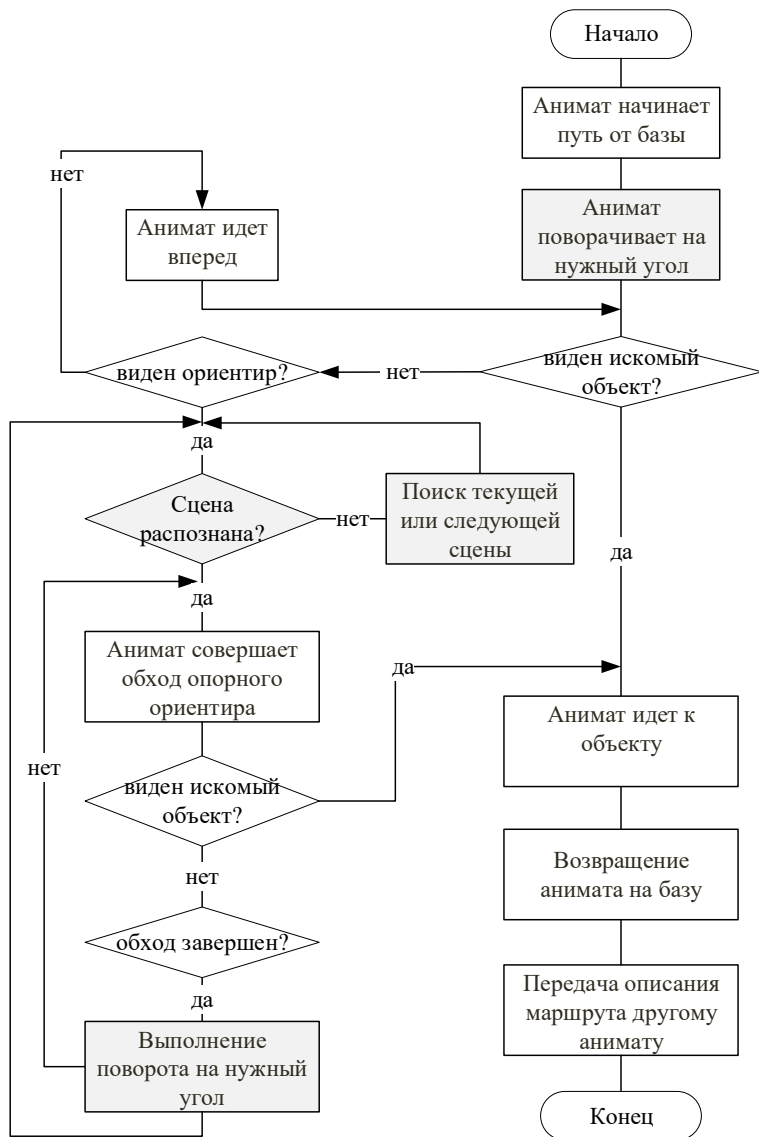 Начало
Анимат начинает
путь от базы
Анимат
поворачивает на
нужный угол
нет
Анимат идет
вперед
виден ориентир?
нет
виден искомый
объект?
да
Сцена
распознана?
нет
Поиск текущей
или следующей
сцены
да
да
Анимат совершает
обход опорного
ориентира
да
Анимат идет к
объекту
нет
виден искомый
объект?
нет
Возвращение
анимата на базу
обход завершен?
да
Передача описания
маршрута другому
анимату
Выполнение
поворота на нужный
угол
Конец